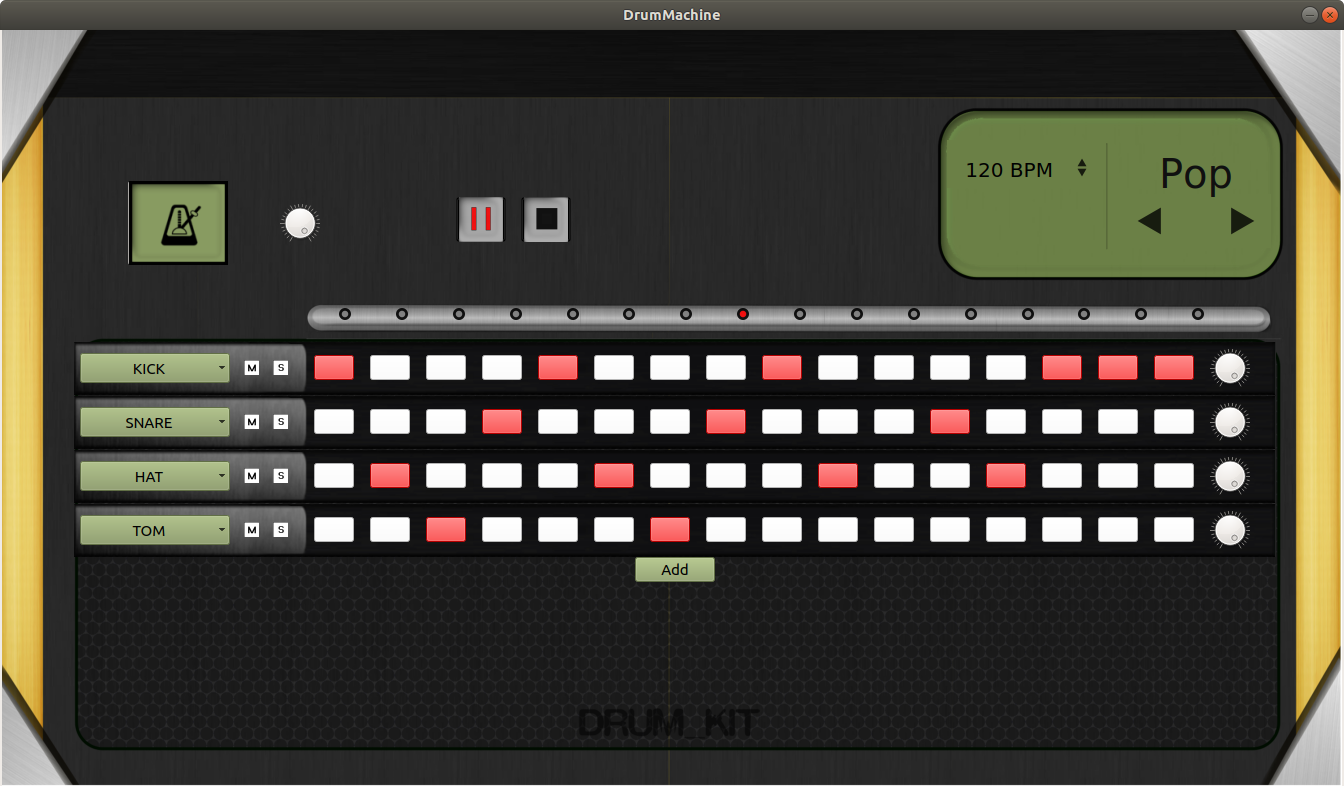 DrumMachine
120 BPM
Pop
KICK M S
SNARE M S
HAT M S
TOM M S
Add
DRUM_KIT